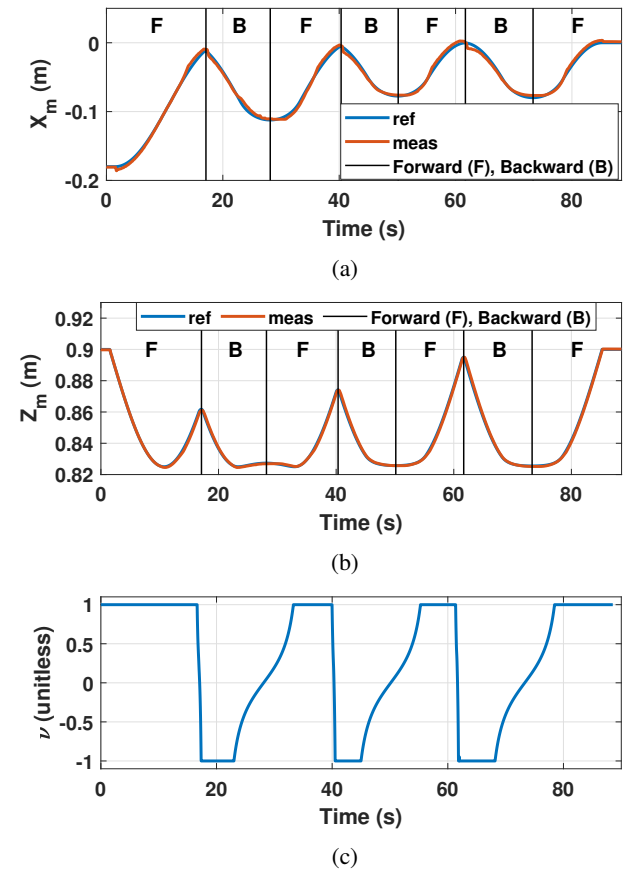 F B F B F B F
0
-0.1
-0.2
X_m (m)
ref
meas
Forward (F), Backward (B)
0 20 40 60 80
Time (s)
(a)
ref meas Forward (F), Backward (B)
F B F B F B F
0.92
0.9
0.88
0.86
0.84
0.82
Z_m (m)
0 20 40 60 80
Time (s)
(b)
1
0.5
0
-0.5
-1
ν (unitless)
0 20 40 60 80
Time (s)
(c)